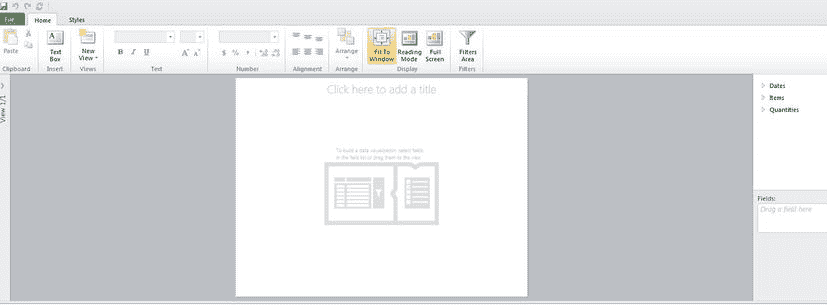 File Home Styles
Paste Text Box New View B I U A A $ % , Arrange Fit To Window Reading Mode Full Screen Filters Area
Clipboard Insert Views Text Number Alignment Arrange Display Filters
View 1/1
Click here to add a title
To build a data visualization select fields
in the field list or drag them to the view
Dates
Items
Quantities
Fields:
Drag a field here